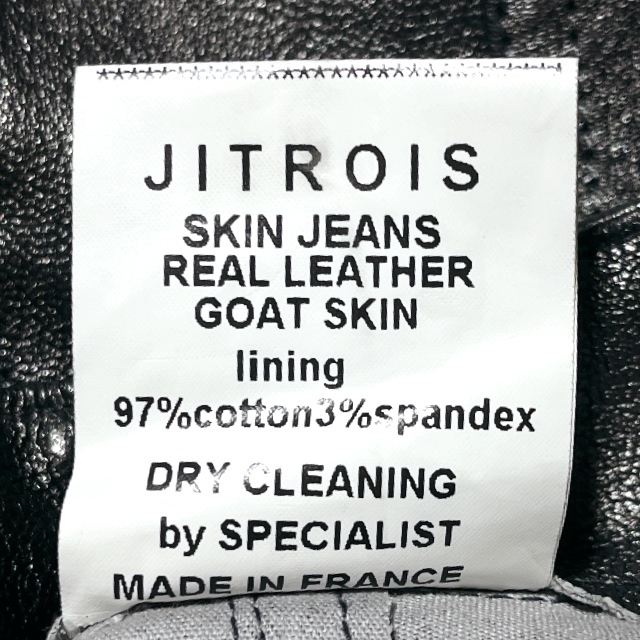 JITROIS
SKIN JEANS
REAL LEATHER
GOAT SKIN
lining
97%cotton3%spandex
DRY CLEANING
by SPECIALIST
MADE IN FRANCE